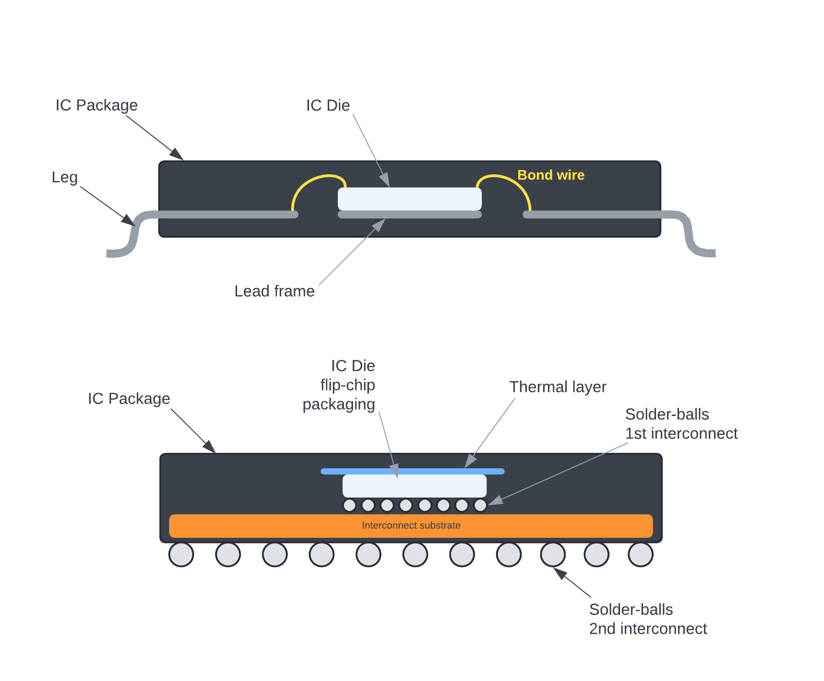 IC Package
IC Die
Leg
Bond wire
Lead frame
IC Die
flip-chip
packaging
Thermal layer
IC Package
Solder-balls
1st interconnect
Interconnect substrate
Solder-balls
2nd interconnect